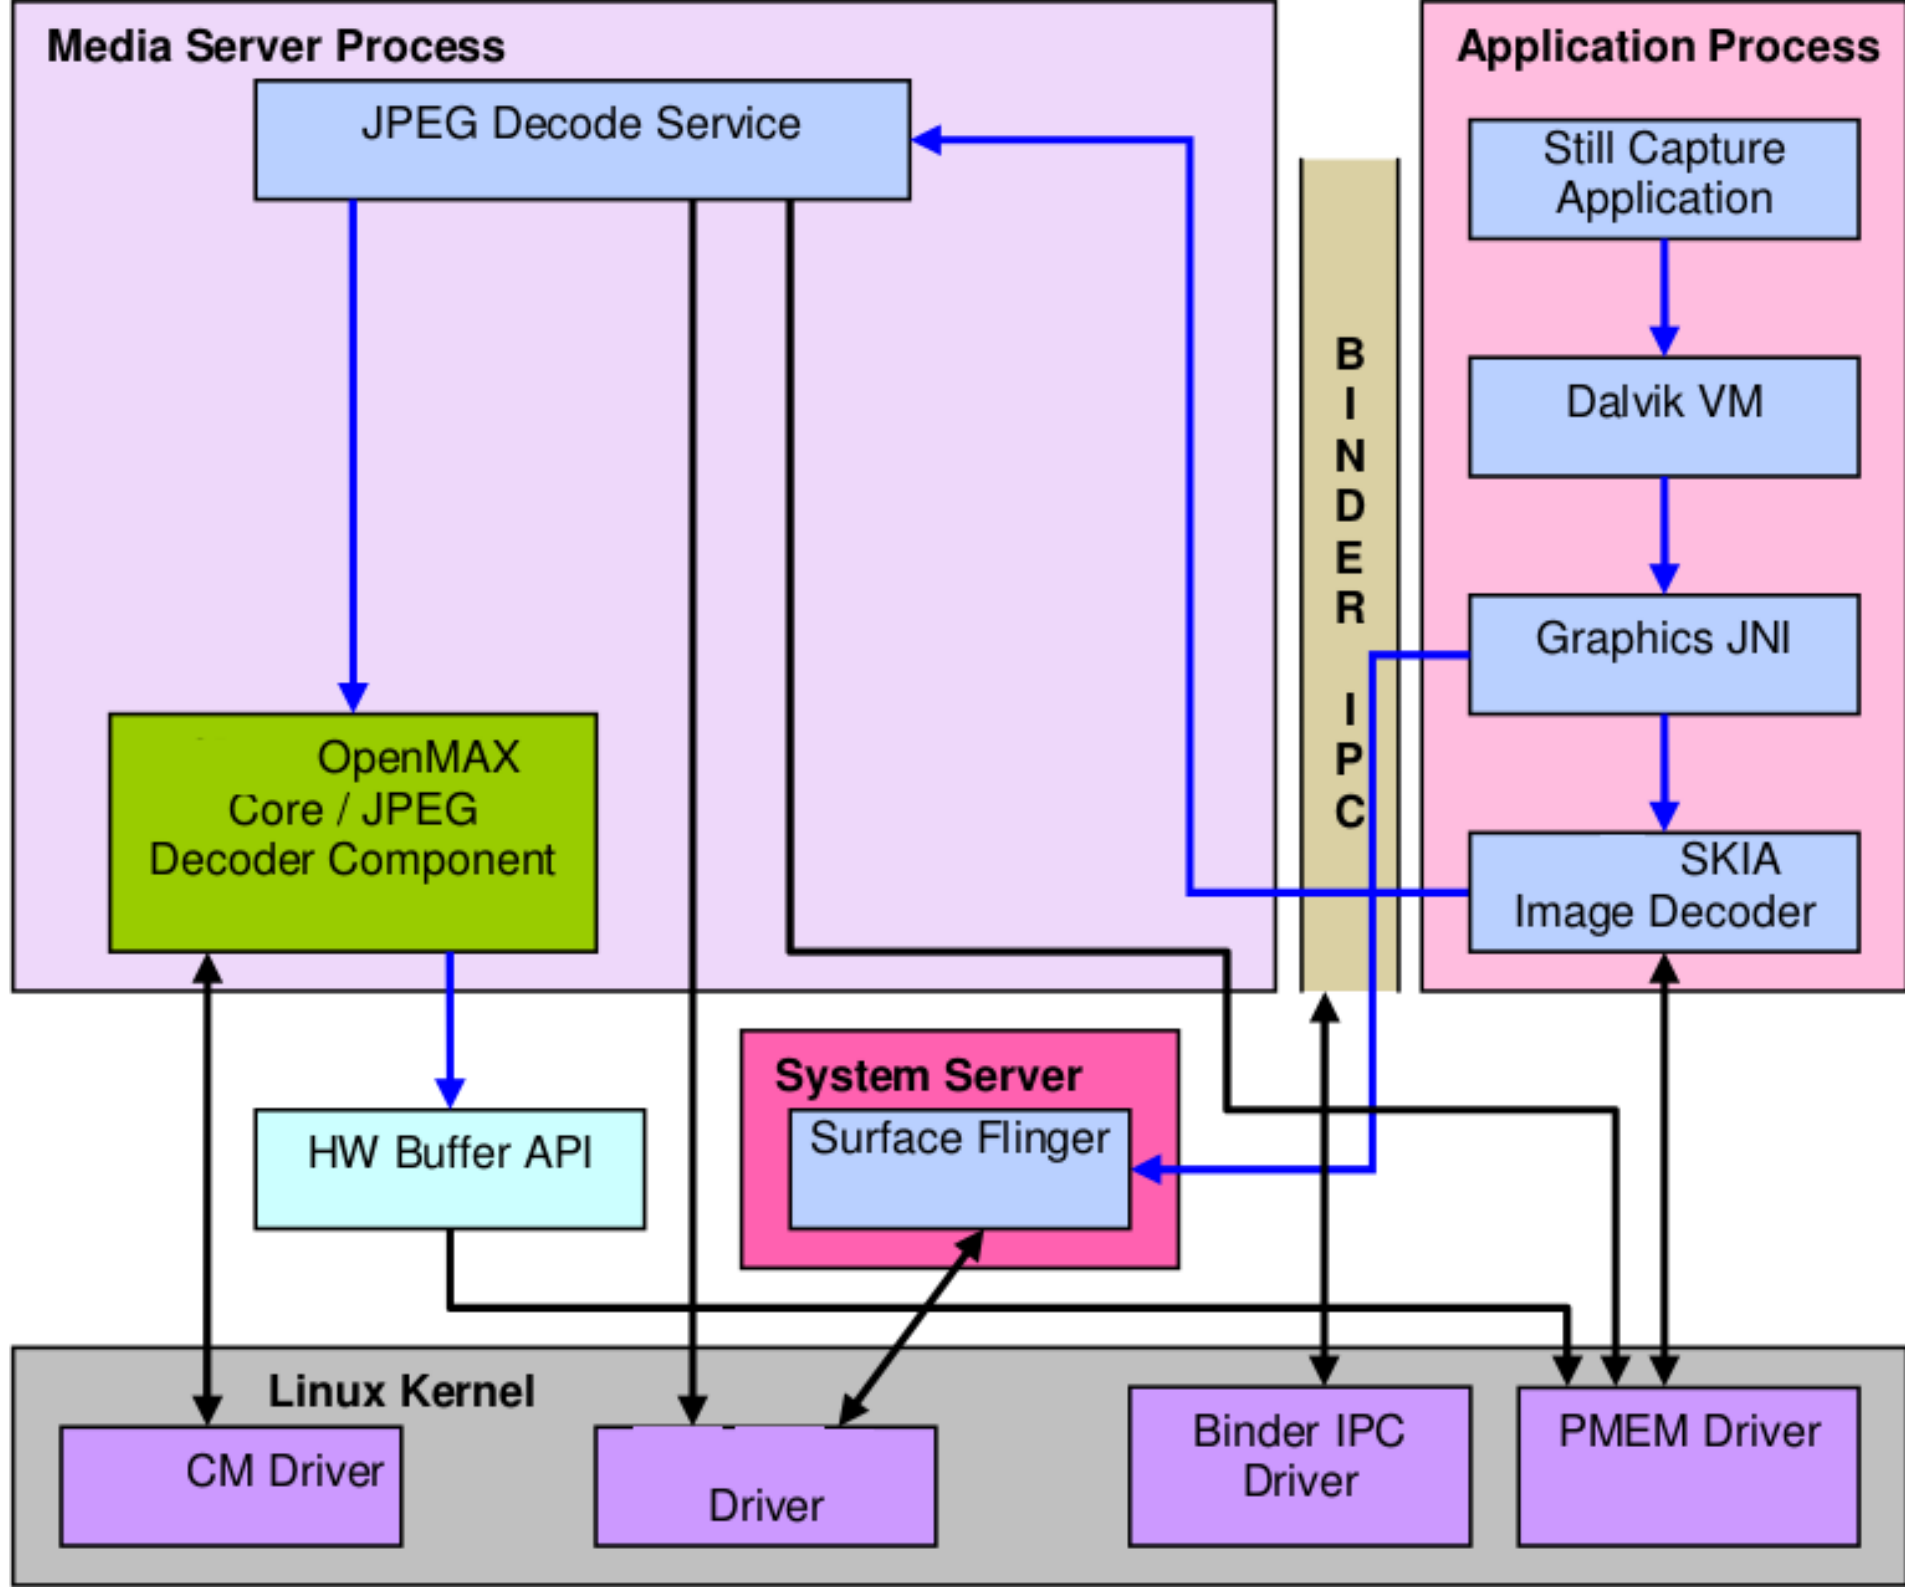 Media Server Process
JPEG Decode Service
OpenMAX
Core / JPEG
Decoder Component
HW Buffer API
System Server
Surface Flinger
B
I
N
D
E
R
I
P
C
Application Process
Still Capture
Application
Dalvik VM
Graphics JNI
SKIA
Image Decoder
Linux Kernel
CM Driver
Driver
Binder IPC
Driver
PMEM Driver